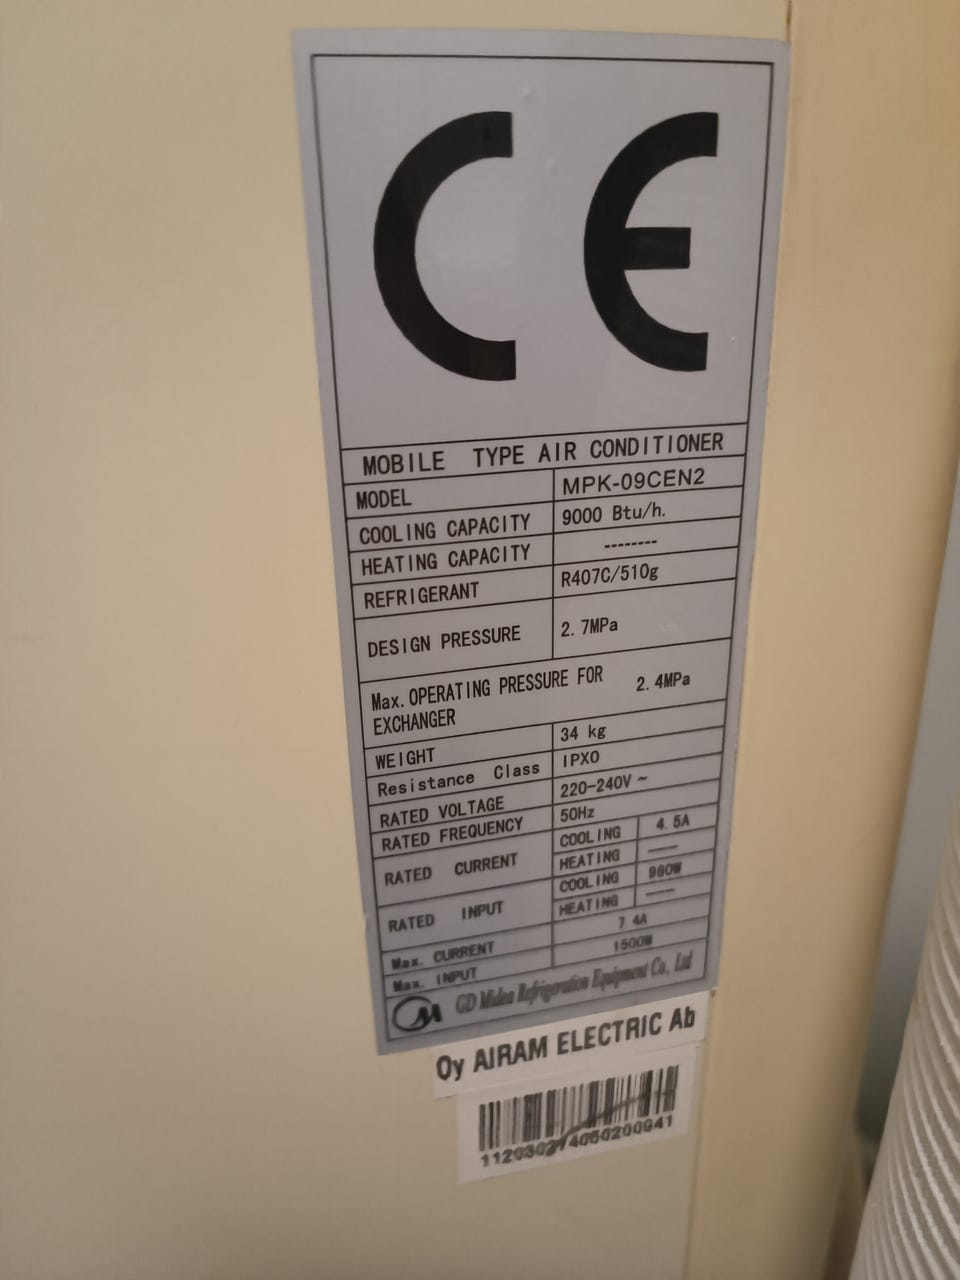 CE
MOBILE TYPE AIR CONDITIONER
MODEL MPK-09CEN2
COOLING CAPACITY 9000 Btu/h.
HEATING CAPACITY --------
REFRIGERANT R407C/510g
DESIGN PRESSURE 2.7MPa
Max. OPERATING PRESSURE FOR EXCHANGER 2.4MPa
WEIGHT 34 kg
Resistance Class IPX0
RATED VOLTAGE 220-240V ~
RATED FREQUENCY 50Hz
RATED CURRENT COOLING 4.5A
HEATING ——
RATED INPUT COOLING 980W
HEATING ——
Max. CURRENT 7.4A
Max. INPUT 1500W
GD Midea Refrigeration Equipment Co., Ltd
Oy AIRAM ELECTRIC Ab